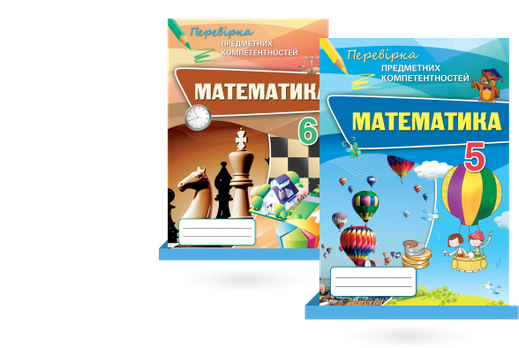 Перевірка
ПРЕДМЕТНИХ
КОМПЕТЕНТНОСТЕЙ
МАТЕМАТИКА
6
Перевірка
ПРЕДМЕТНИХ
КОМПЕТЕНТНОСТЕЙ
МАТЕМАТИКА
5